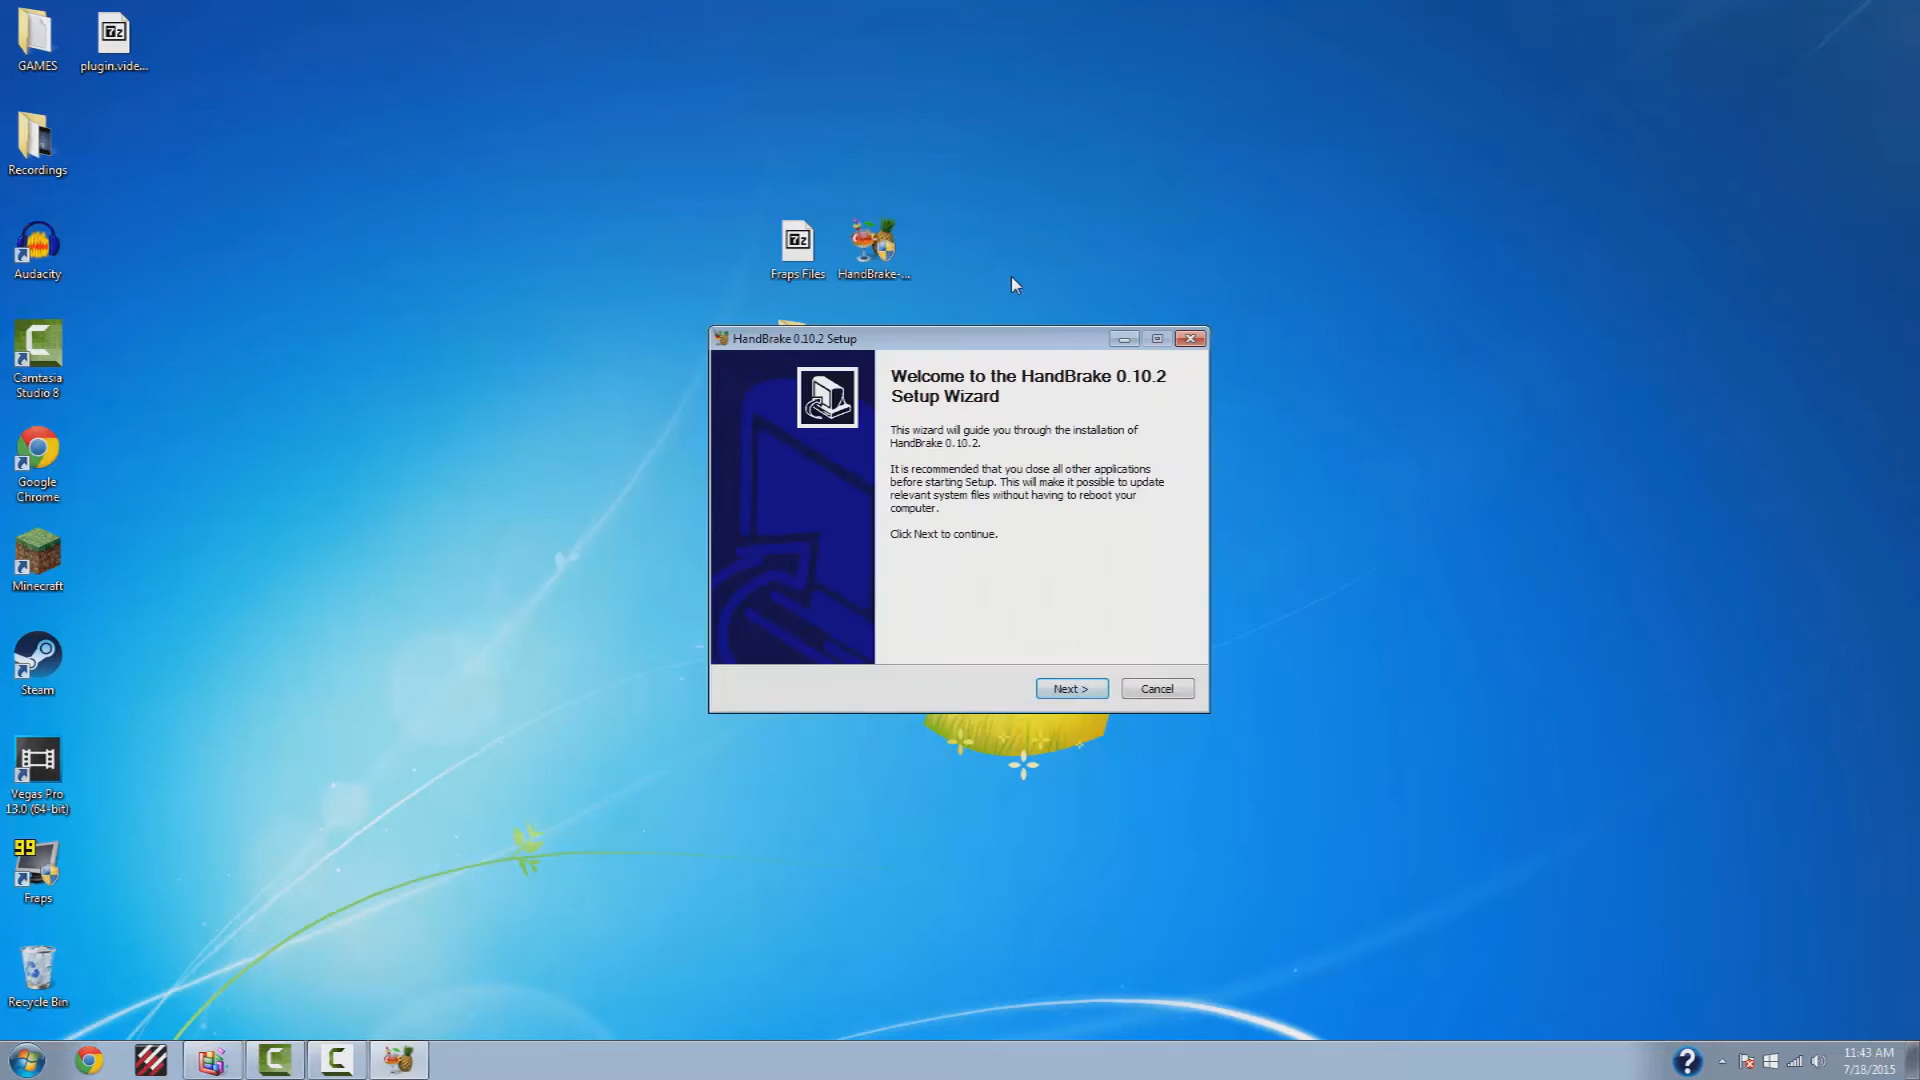 GAMES
plugin.vide...
Recordings
Audacity
Camtasia
Studio 8
Google
Chrome
Minecraft
Steam
Vegas Pro
13.0 (64-bit)
99
Fraps
Recycle Bin
7z
7z
Fraps Files
HandBrake-...
HandBrake 0.10.2 Setup
Welcome to the HandBrake 0.10.2
Setup Wizard
This wizard will guide you through the installation of
HandBrake 0.10.2.
It is recommended that you close all other applications
before starting Setup. This will make it possible to update
relevant system files without having to reboot your
computer.
Click Next to continue.
Next >
Cancel
11:43 AM
7/18/2015